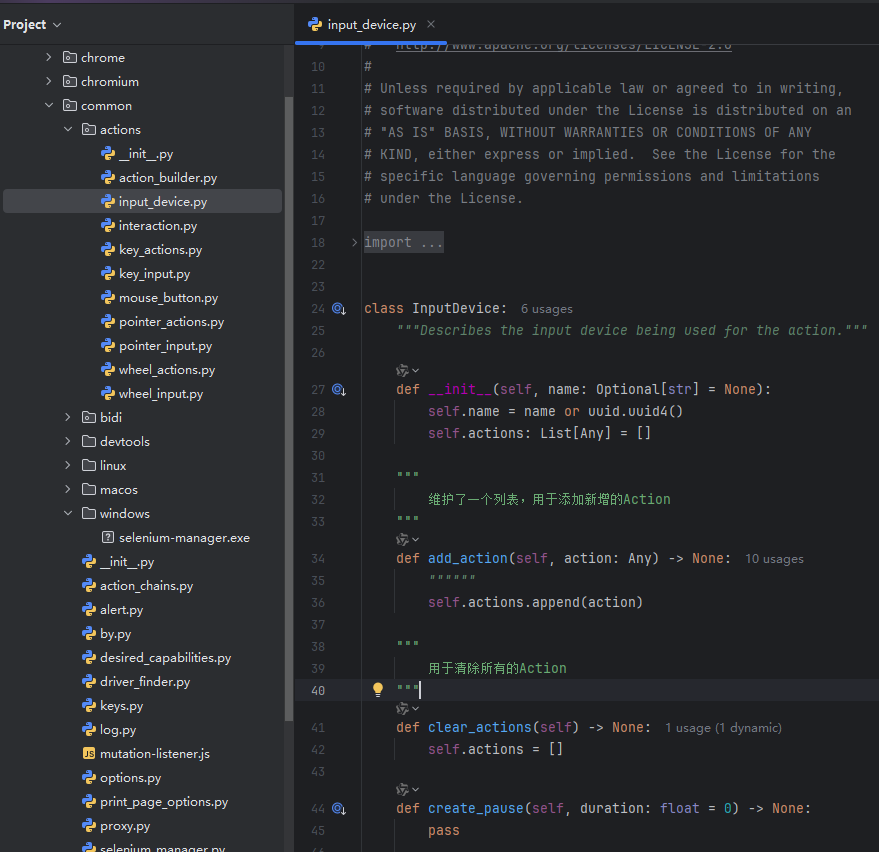 Project
chrome
chromium
common
actions
__init__.py
action_builder.py
input_device.py
interaction.py
key_actions.py
key_input.py
mouse_button.py
pointer_actions.py
pointer_input.py
wheel_actions.py
wheel_input.py
bidi
devtools
linux
macos
windows
selenium-manager.exe
__init__.py
action_chains.py
alert.py
by.py
desired_capabilities.py
driver_finder.py
keys.py
log.py
JS mutation-listener.js
options.py
print_page_options.py
proxy.py
selenium_manager.py
input_device.py
9 #   http://www.apache.org/licenses/LICENSE-2.0
10 #
11 # Unless required by applicable law or agreed to in writing,
12 # software distributed under the License is distributed on an
13 # "AS IS" BASIS, WITHOUT WARRANTIES OR CONDITIONS OF ANY
14 # KIND, either express or implied.  See the License for the
15 # specific language governing permissions and limitations
16 # under the License.
17
18 import ...
22
23
24 class InputDevice: 6 usages
25     """Describes the input device being used for the action."""
26
27     def __init__(self, name: Optional[str] = None):
28         self.name = name or uuid.uuid4()
29         self.actions: List[Any] = []
30
31     """
32         维护了一个列表，用于添加新增的Action
33     """
34     def add_action(self, action: Any) -> None: 10 usages
35         """"""
36         self.actions.append(action)
37
38     """
39         用于清除所有的Action
40     """
41     def clear_actions(self) -> None: 1 usage (1 dynamic)
42         self.actions = []
43
44     def create_pause(self, duration: float = 0) -> None:
45         pass